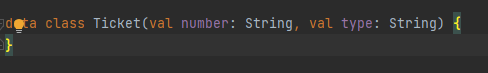 data class Ticket(val number: String, val type: String) {
}